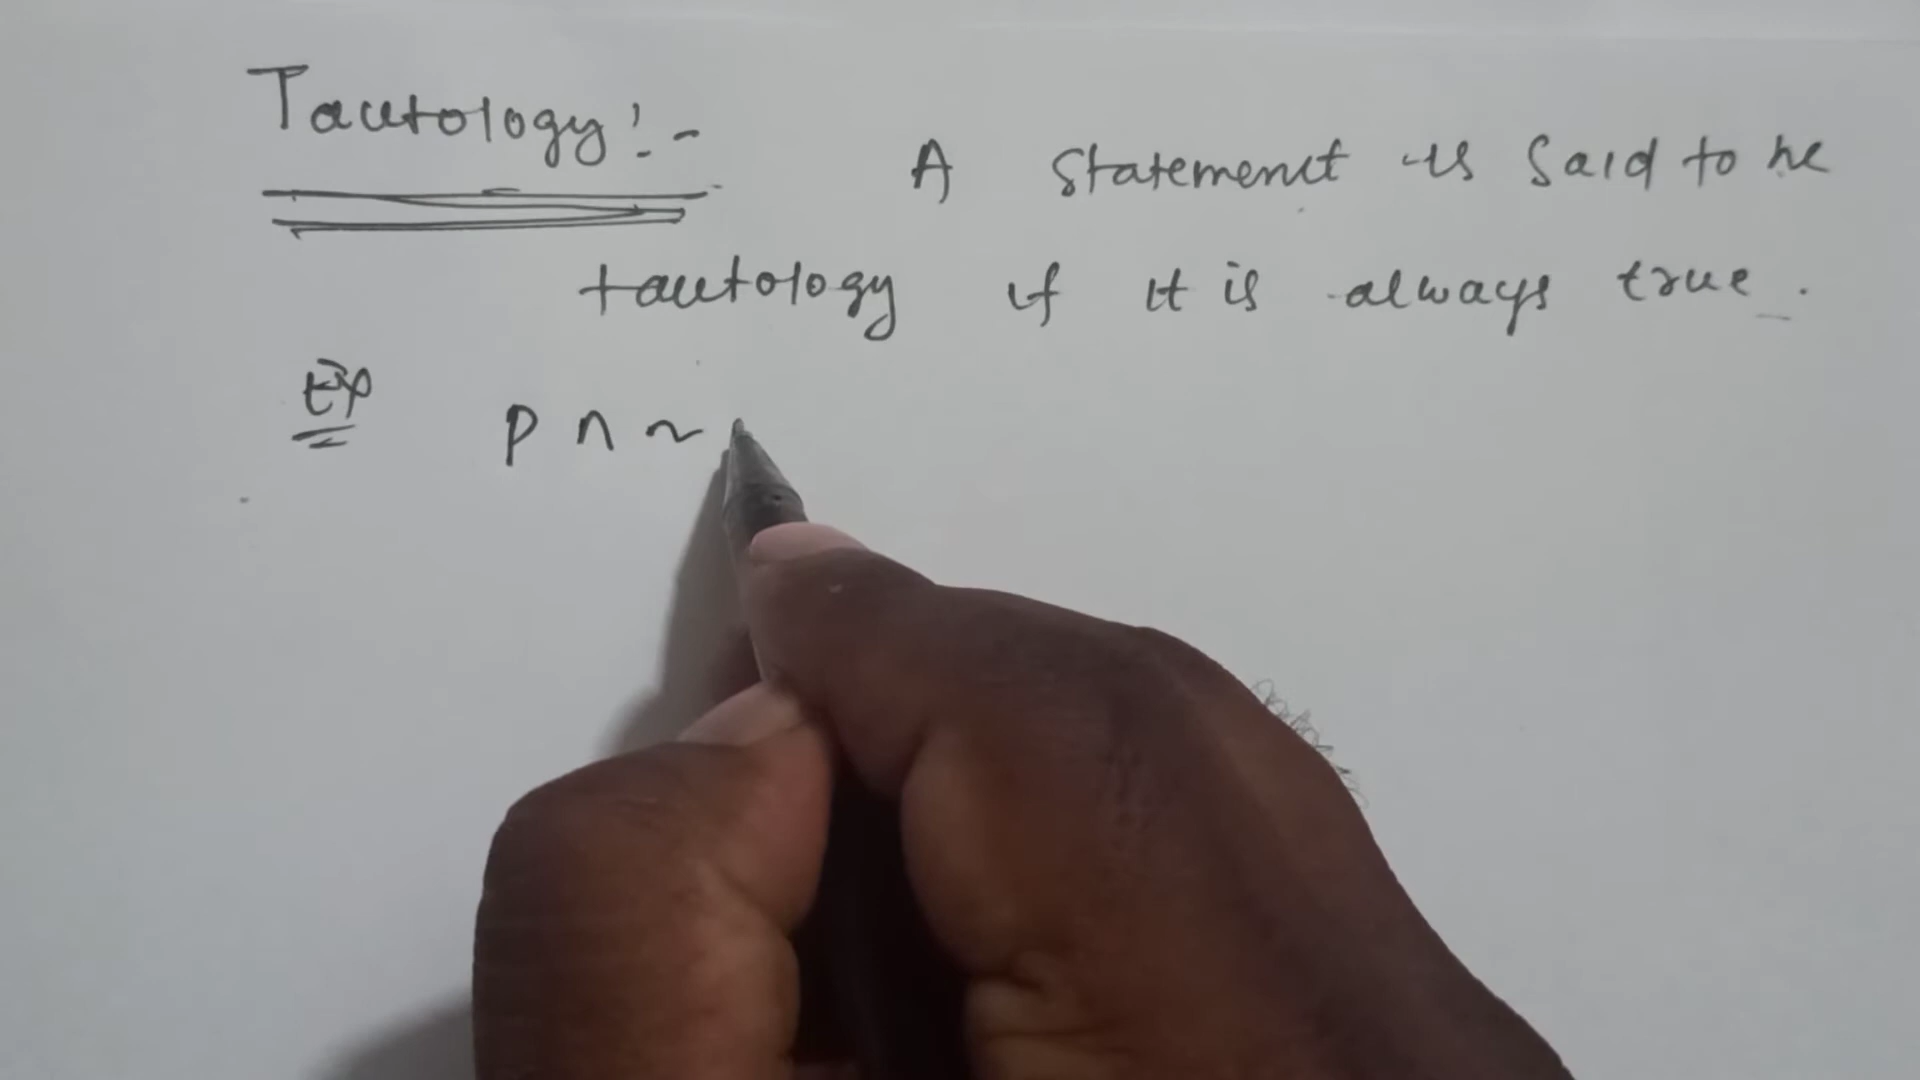 Tautology:- A statement is said to be
tautology if it is always true.
Ex p ∩ ~